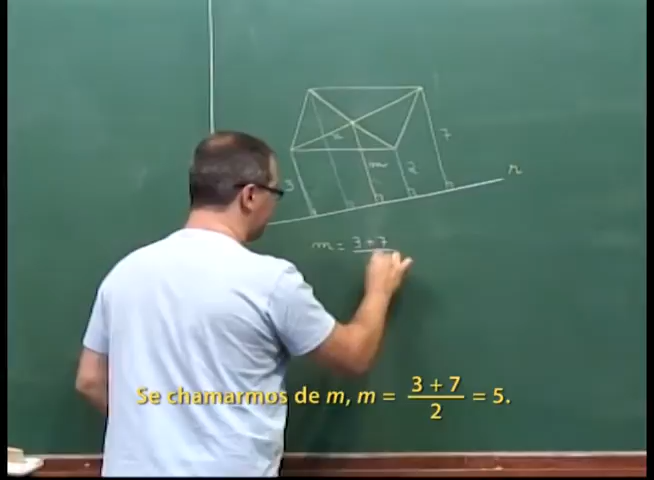 7
x
m
2
3
r
m = 3 + 7
Se chamarmos de m, m = 3 + 7 / 2 = 5.